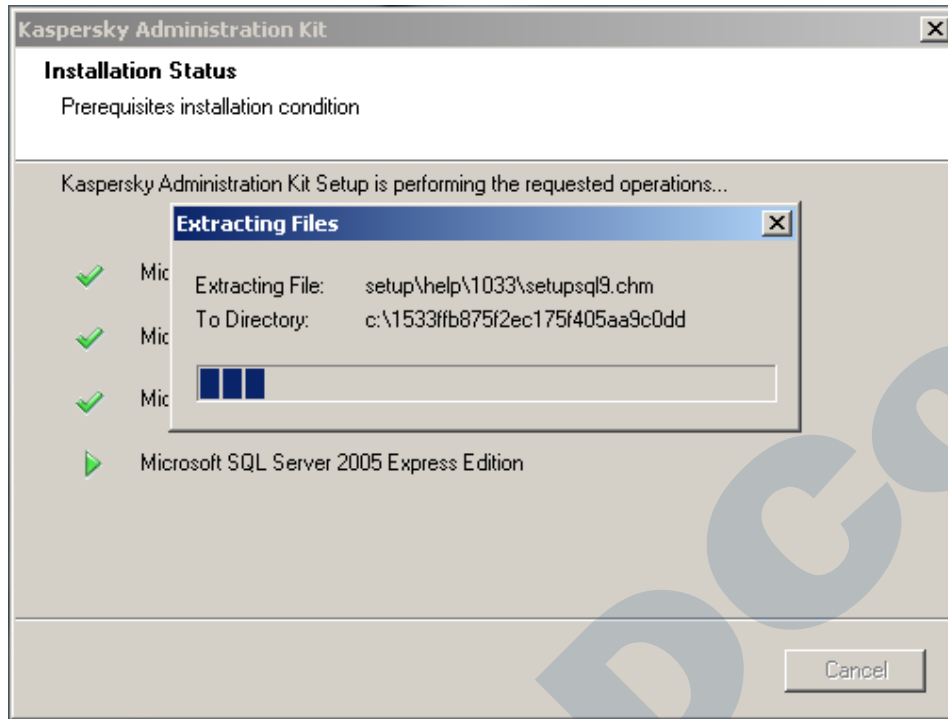 Kaspersky Administration Kit
Installation Status
Prerequisites installation condition
Kaspersky Administration Kit Setup is performing the requested operations...
Extracting Files
Mic
Extracting File: setup\help\1033\setupsql9.chm
To Directory: c:\1533ffb875f2ec175f405aa9c0dd
Mic
Mic
Microsoft SQL Server 2005 Express Edition
Cancel